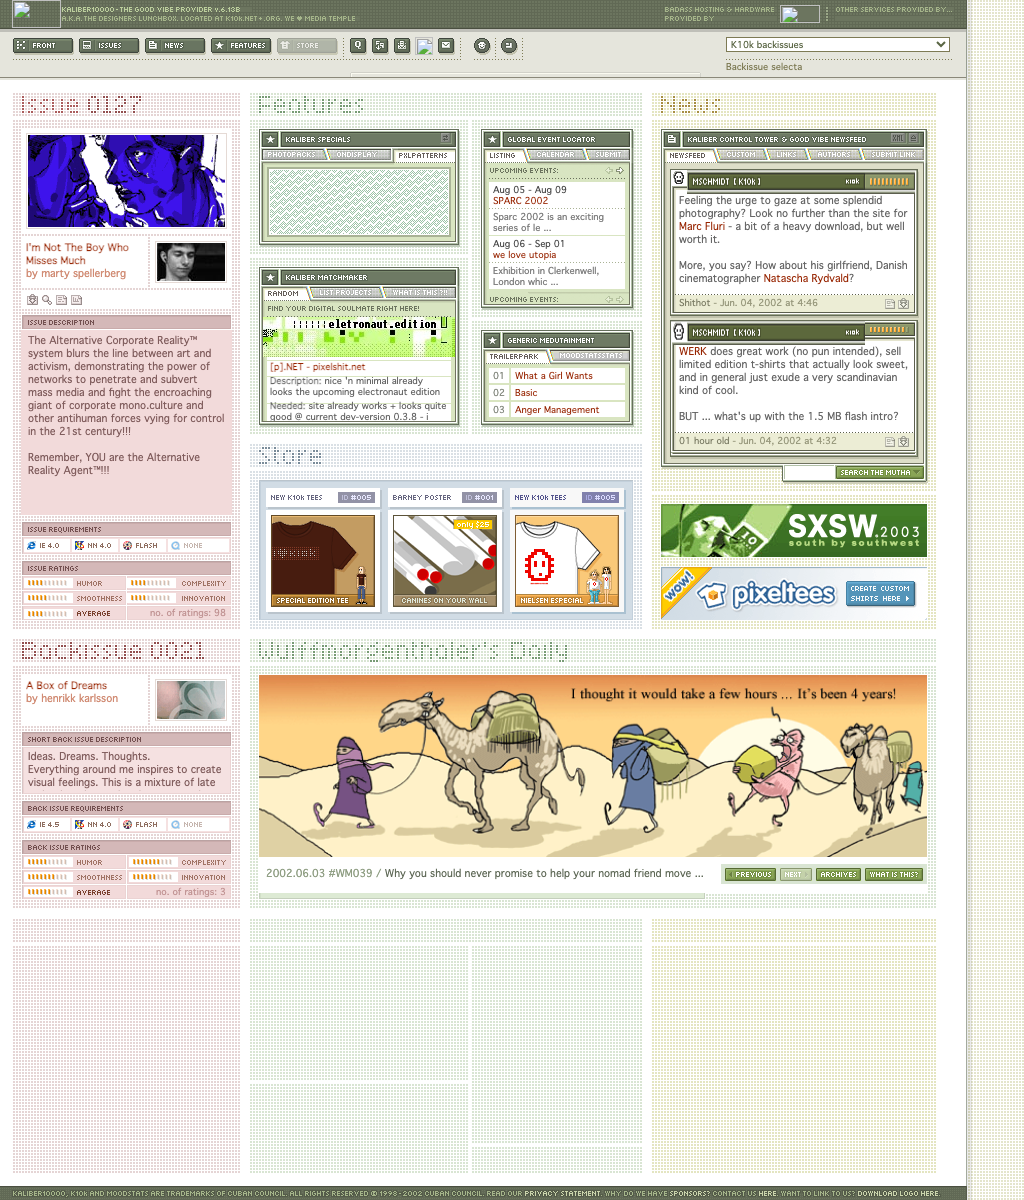 KALIBER10000 - THE GOOD VIBE PROVIDER V.6.13B
A.K.A. THE DESIGNERS LUNCHBOX. LOCATED AT K10K.NET + .ORG. WE ♥ MEDIA TEMPLE
BADASS HOSTING & HARDWARE
PROVIDED BY
OTHER SERVICES PROVIDED BY...
FRONT
ISSUES
NEWS
FEATURES
STORE
K10k backissues
Backissue selecta
Issue 0127
I'm Not The Boy Who
Misses Much
by marty spellerberg
ISSUE DESCRIPTION
The Alternative Corporate Reality™
system blurs the line between art and
activism, demonstrating the power of
networks to penetrate and subvert
mass media and fight the encroaching
giant of corporate mono.culture and
other antihuman forces vying for control
in the 21st century!!!
Remember, YOU are the Alternative
Reality Agent™!!!
ISSUE REQUIREMENTS
IE 4.0
NN 4.0
FLASH
NONE
ISSUE RATINGS
HUMOR
COMPLEXITY
SMOOTHNESS
INNOVATION
AVERAGE
no. of ratings: 98
Features
KALIBER SPECIALS
PHOTOPACKS
ONDISPLAY
PXLPATTERNS
KALIBER MATCHMAKER
RANDOM
LIST PROJECTS
WHAT IS THIS?!!
FIND YOUR DIGITAL SOULMATE RIGHT HERE!
eletronaut.edition
[p].NET - pixelshit.net
Description: nice 'n minimal already
looks the upcoming electronaut edition
Needed: site already works + looks quite
good @ current dev-version 0.3.8 - i
GLOBAL EVENT LOCATOR
LISTING
CALENDAR
SUBMIT
UPCOMING EVENTS:
Aug 05 - Aug 09
SPARC 2002
Sparc 2002 is an exciting
series of le ...
Aug 06 - Sep 01
we love utopia
Exhibition in Clerkenwell,
London whic ...
UPCOMING EVENTS:
GENERIC MEDUTAINMENT
TRAILERPARK
MOODSTATSSTATS
01 What a Girl Wants
02 Basic
03 Anger Management
News
KALIBER CONTROL TOWER & GOOD VIBE NEWSFEED
XML
NEWSFEED
CUSTOM
LINKS
AUTHORS
SUBMIT LINK
MSCHMIDT [ K10K ]
K10K
Feeling the urge to gaze at some splendid
photography? Look no further than the site for
Marc Fluri - a bit of a heavy download, but well
worth it.
More, you say? How about his girlfriend, Danish
cinematographer Natascha Rydvald?
Shithot - Jun. 04, 2002 at 4:46
MSCHMIDT [ K10K ]
K10K
WERK does great work (no pun intended), sell
limited edition t-shirts that actually look sweet,
and in general just exude a very scandinavian
kind of cool.
BUT ... what's up with the 1.5 MB flash intro?
01 hour old - Jun. 04, 2002 at 4:32
SEARCH THE MUTHA
Store
NEW K10K TEES
ID #005
SPECIAL EDITION TEE
BARNEY POSTER
ID #001
only $25
CANINES ON YOUR WALL
NEW K10K TEES
ID #005
NIELSEN ESPECIAL
SXSW.2003
south by southwest
WOW!
pixeltees
CREATE CUSTOM
SHIRTS HERE
Backissue 0021
A Box of Dreams
by henrikk karlsson
SHORT BACK ISSUE DESCRIPTION
Ideas. Dreams. Thoughts.
Everything around me inspires to create
visual feelings. This is a mixture of late
BACK ISSUE REQUIREMENTS
IE 4.5
NN 4.0
FLASH
NONE
BACK ISSUE RATINGS
HUMOR
COMPLEXITY
SMOOTHNESS
INNOVATION
AVERAGE
no. of ratings: 3
Wulffmorgenthaler's Daily
I thought it would take a few hours ... It's been 4 years!
2002.06.03 #WM039 / Why you should never promise to help your nomad friend move ...
PREVIOUS
NEXT
ARCHIVES
WHAT IS THIS?
KALIBER10000, K10K AND MOODSTATS ARE TRADEMARKS OF CUBAN COUNCIL. ALL RIGHTS RESERVED © 1998 - 2002 CUBAN COUNCIL. READ OUR PRIVACY STATEMENT. WHY DO WE HAVE SPONSORS? CONTACT US HERE. WANT TO LINK TO US? DOWNLOAD LOGO HERE.